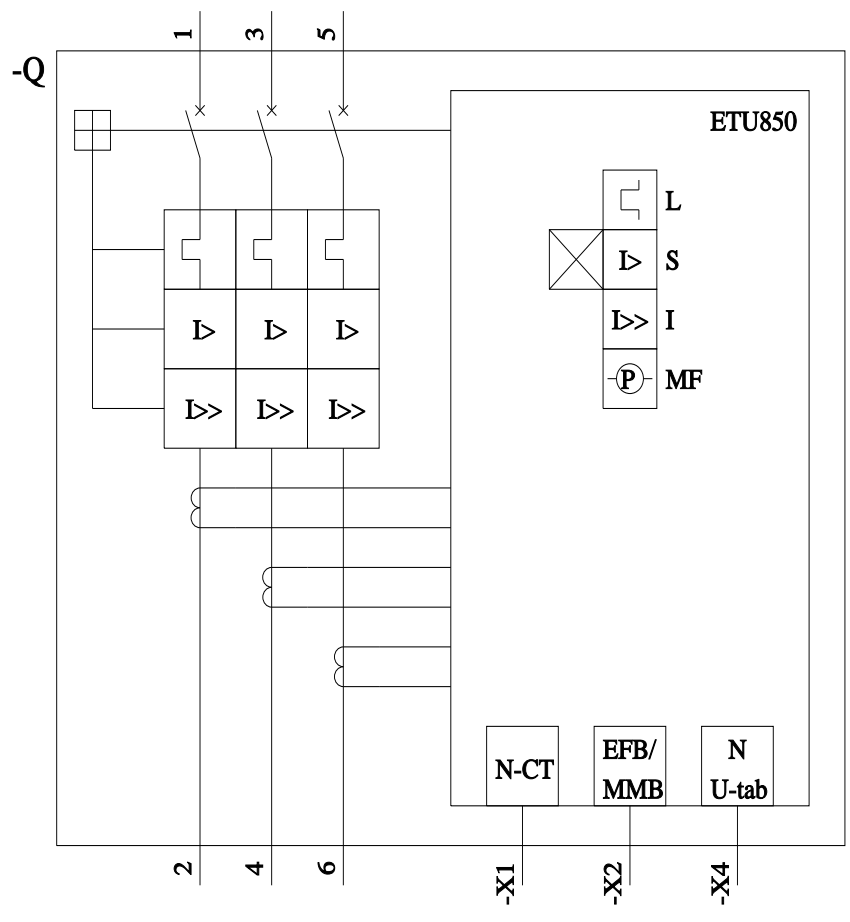 1 3 5
-Q
ETU850
L
I> S
I> I> I> I>> I
I>> I>> I>> P MF
N-CT EFB/ N
MMB U-tab
2 4 6 -X1 -X2 -X4